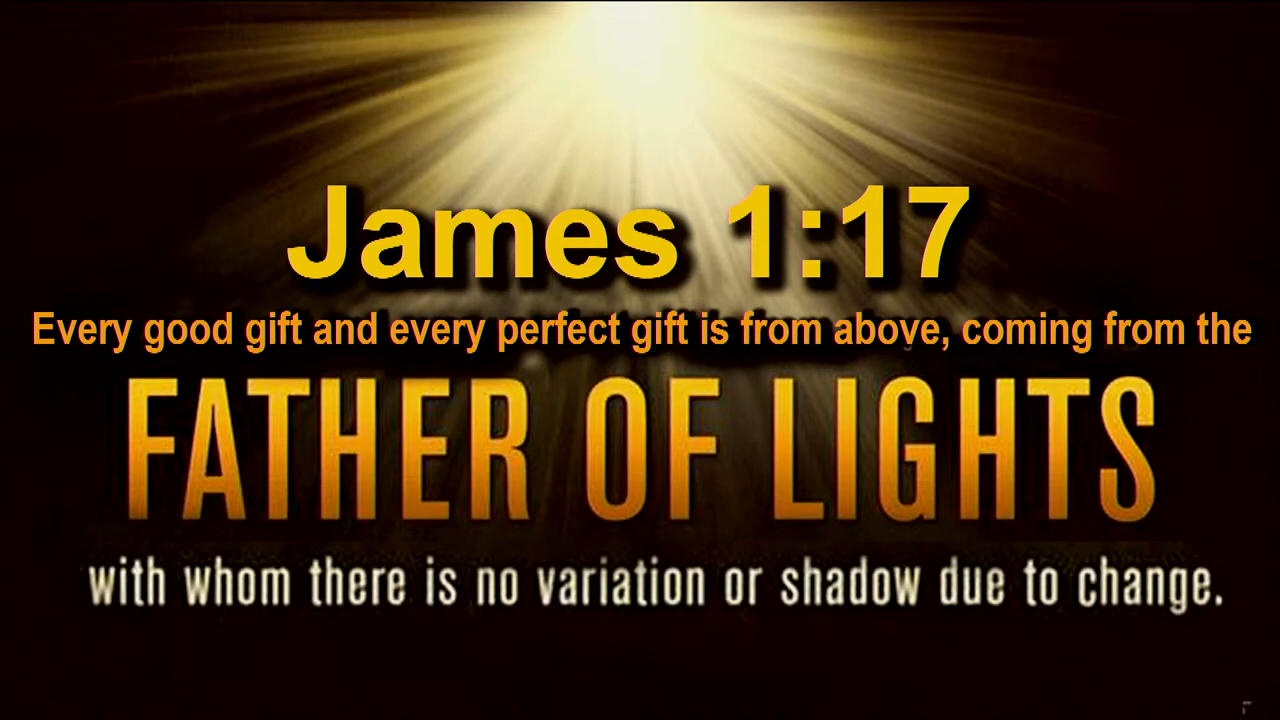 James 1:17
Every good gift and every perfect gift is from above, coming from the
FATHER OF LIGHTS
with whom there is no variation or shadow due to change.